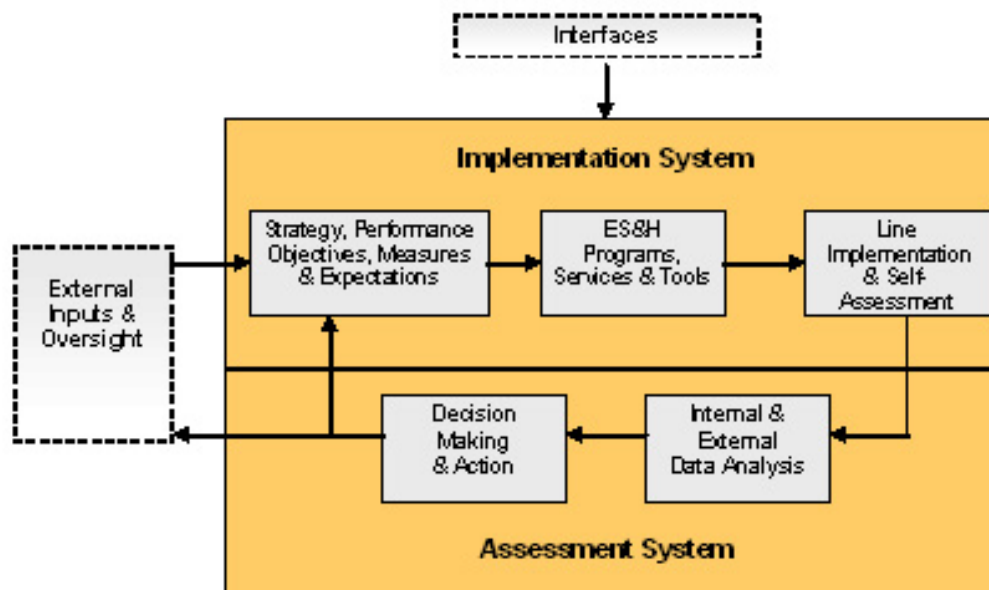 Interfaces
Implementation System
Strategy, Performance
Objectives, Measures
& Expectations
ES&H
Programs,
Services & Tools
Line
Implementation
& Self-
Assessment
External
Inputs &
Oversight
Decision
Making
& Action
Internal &
External
Data Analysis
Assessment System